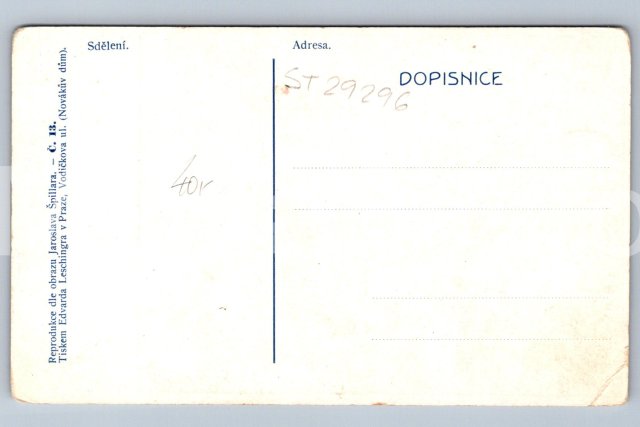 Sdělení.
Adresa.
DOPISNICE
ST 29296
40,-
Reprodukce dle obrazu Jaroslava Špillara. – Č. 13.
Tiskem Edvarda Leschingra v Praze, Vodičkova ul. (Novákův dům).